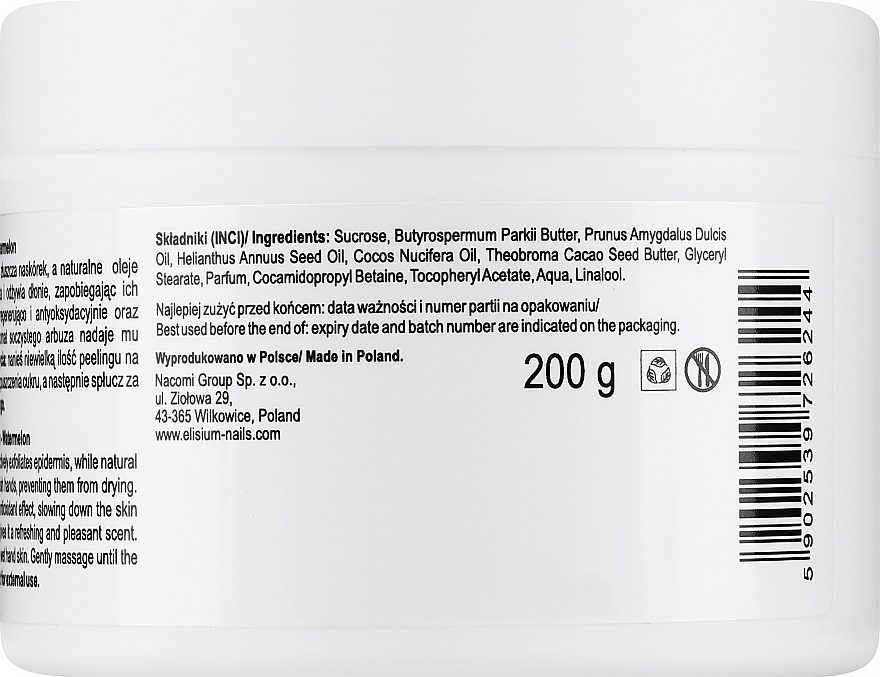 ermelon
łuszcza naskórek, a naturalne oleje
i odżywia dłonie, zapobiegając ich
regenerująco i antyoksydacyjnie oraz
soczystego arbuza nadaje mu
nanieś niewielką ilość peelingu na
cukru, a następnie spłucz za
- Watermelon
exfoliates epidermis, while natural
hands, preventing them from drying.
effect, slowing down the skin
it a refreshing and pleasant scent.
hand skin. Gently massage until the
for external use.
Składniki (INCI)/ Ingredients: Sucrose, Butyrospermum Parkii Butter, Prunus Amygdalus Dulcis
Oil, Helianthus Annuus Seed Oil, Cocos Nucifera Oil, Theobroma Cacao Seed Butter, Glyceryl
Stearate, Parfum, Cocamidopropyl Betaine, Tocopheryl Acetate, Aqua, Linalool.
Najlepiej zużyć przed końcem: data ważności i numer partii na opakowaniu/
Best used before the end of: expiry date and batch number are indicated on the packaging.
Wyprodukowano w Polsce/ Made in Poland.
Nacomi Group Sp. z o.o.,
ul. Ziołowa 29,
43-365 Wilkowice, Poland
www.elisium-nails.com
200 g
5902539726244